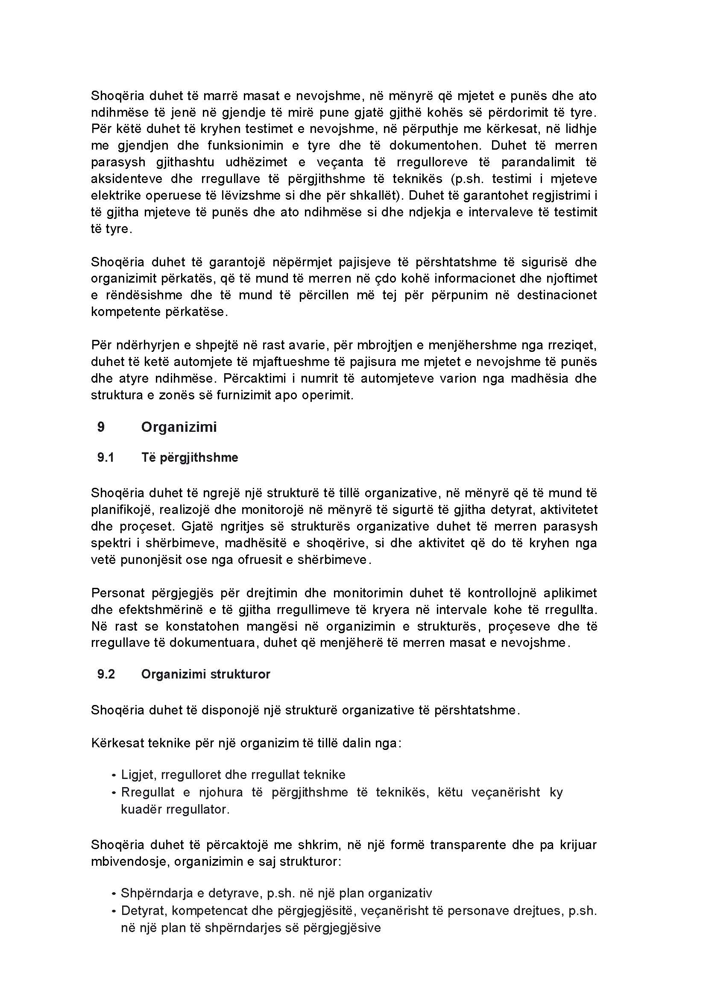 Shoqëria duhet të marrë masat e nevojshme, në mënyrë që mjetet e punës dhe ato
ndihmëse të jenë në gjendje të mirë pune gjatë gjithë kohës së përdorimit të tyre.
Për këtë duhet të kryhen testimet e nevojshme, në përputhje me kërkesat, në lidhje
me gjendjen dhe funksionimin e tyre dhe të dokumentohen. Duhet të merren
parasysh gjithashtu udhëzimet e veçanta të rregulloreve të parandalimit të
aksidenteve dhe rregullave të përgjithshme të teknikës (p.sh. testimi i mjeteve
elektrike operuese të lëvizshme si dhe për shkallët). Duhet të garantohet regjistrimi i
të gjitha mjeteve të punës dhe ato ndihmëse si dhe ndjekja e intervaleve të testimit
të tyre.
Shoqëria duhet të garantojë nëpërmjet pajisjeve të përshtatshme të sigurisë dhe
organizimit përkatës, që të mund të merren në çdo kohë informacionet dhe njoftimet
e rëndësishme dhe të mund të përcillen më tej për përpunim në destinacionet
kompetente përkatëse.
Për ndërhyrjen e shpejtë në rast avarie, për mbrojtjen e menjëhershme nga rreziqet,
duhet të ketë automjete të mjaftueshme të pajisura me mjetet e nevojshme të punës
dhe atyre ndihmëse. Përcaktimi i numrit të automjeteve varion nga madhësia dhe
struktura e zonës së furnizimit apo operimit.
9 Organizimi
9.1 Të përgjithshme
Shoqëria duhet të ngrejë një strukturë të tillë organizative, në mënyrë që të mund të
planifikojë, realizojë dhe monitorojë në mënyrë të sigurtë të gjitha detyrat, aktivitetet
dhe proçeset. Gjatë ngritjes së strukturës organizative duhet të merren parasysh
spektri i shërbimeve, madhësitë e shoqërive, si dhe aktivitet që do të kryhen nga
vetë punonjësit ose nga ofruesit e shërbimeve.
Personat përgjegjës për drejtimin dhe monitorimin duhet të kontrollojnë aplikimet
dhe efektshmërinë e të gjitha rregullimeve të kryera në intervale kohe të rregullta.
Në rast se konstatohen mangësi në organizimin e strukturës, proçeseve dhe të
rregullave të dokumentuara, duhet që menjëherë të merren masat e nevojshme.
9.2 Organizimi strukturor
Shoqëria duhet të disponojë një strukturë organizative të përshtatshme.
Kërkesat teknike për një organizim të tillë dalin nga:
• Ligjet, rregulloret dhe rregullat teknike
• Rregullat e njohura të përgjithshme të teknikës, këtu veçanërisht ky
kuadër rregullator.
Shoqëria duhet të përcaktojë me shkrim, në një formë transparente dhe pa krijuar
mbivendosje, organizimin e saj strukturor:
• Shpërndarja e detyrave, p.sh. në një plan organizativ
• Detyrat, kompetencat dhe përgjegjësitë, veçanërisht të personave drejtues, p.sh.
në një plan të shpërndarjes së përgjegjësive